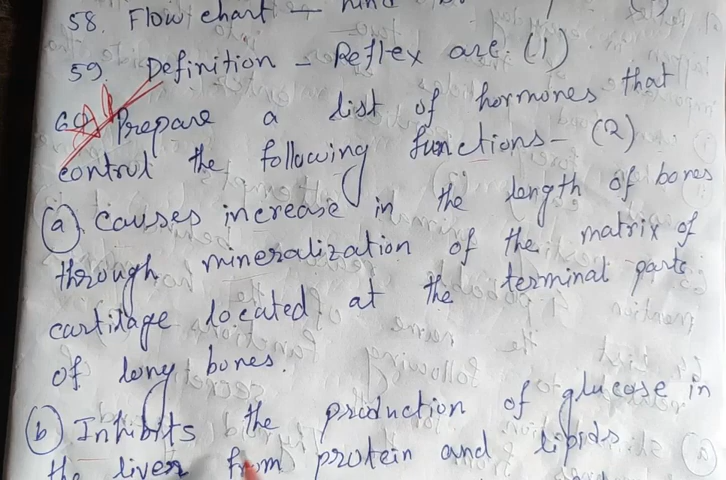 58. Flow chart –
59. Definition – Reflex arc. (1)
60 Prepare a list of hormones that
control the following functions – (2)
(a) Causes increase in the length of bones
through mineralization of the matrix of
cartilage located at the terminal parts
of long bones.
(b) Inhibits the production of glucose in
the liver from protein and lipids.